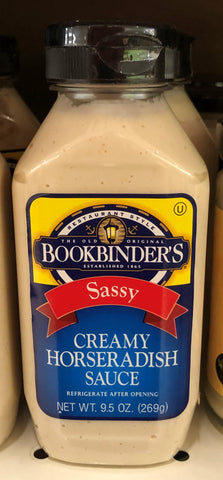 U
RESTAURANT STYLE
THE OLD ORIGINAL
BOOKBINDER'S
ESTABLISHED 1865
Sassy
CREAMY
HORSERADISH
SAUCE
REFRIGERATE AFTER OPENING
NET WT. 9.5 OZ. (269g)